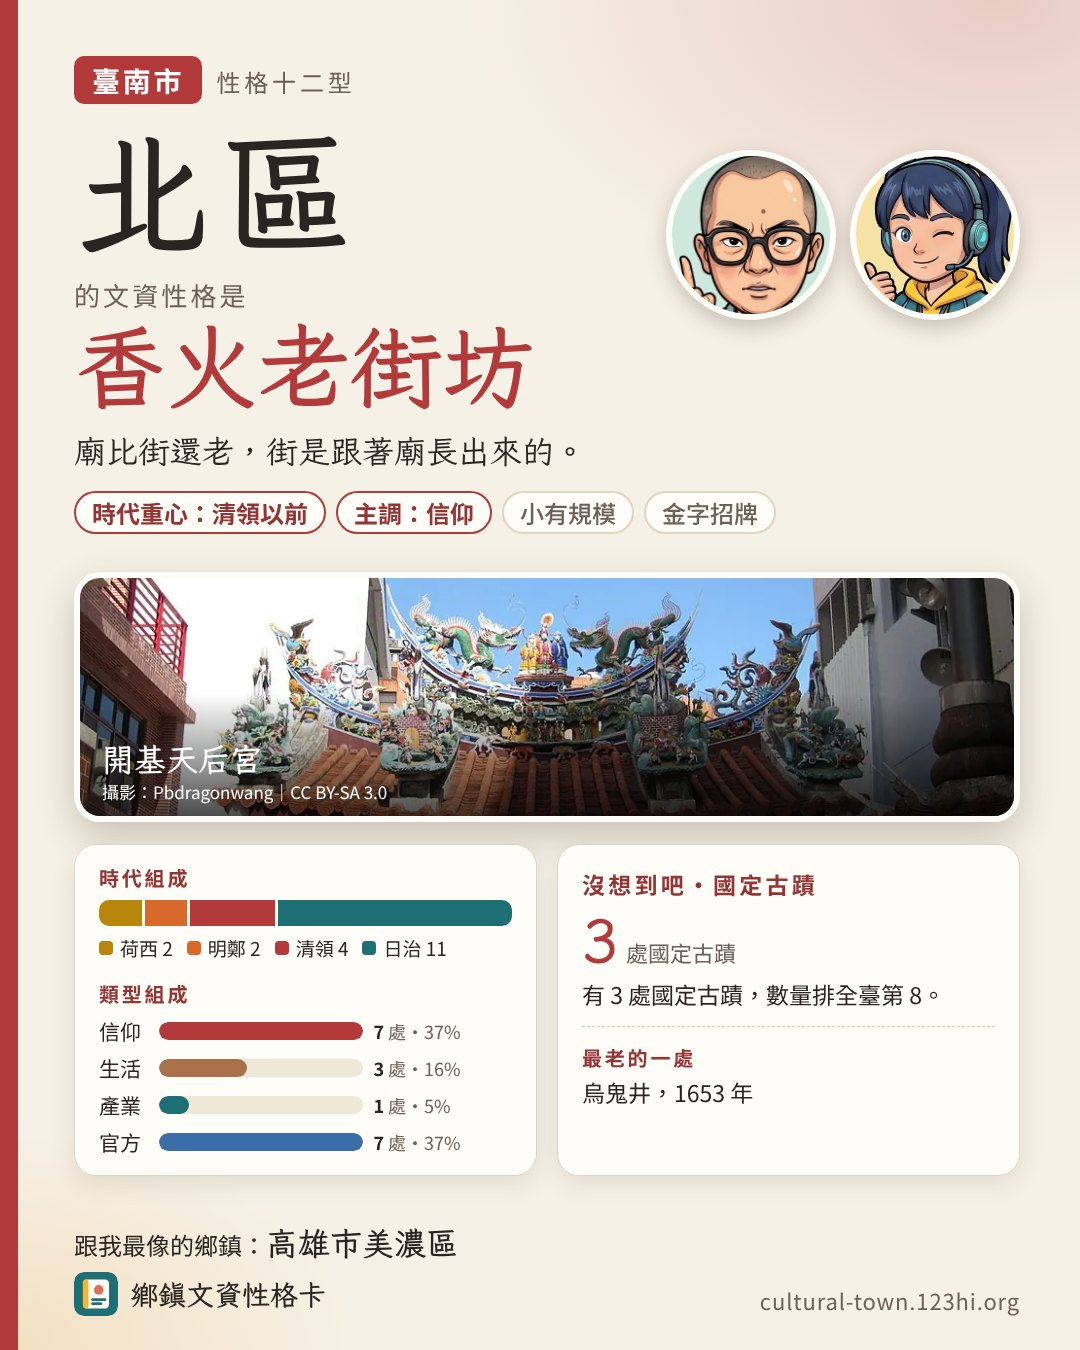 臺南市 性格十二型
北區
的文資性格是
香火老街坊
廟比街還老，街是跟著廟長出來的。
時代重心：清領以前 主調：信仰 小有規模 金字招牌
開基天后宮
攝影：Pbdragonwang｜CC BY-SA 3.0
時代組成
荷西 2 明鄭 2 清領 4 日治 11
類型組成
信仰 7 處・37%
生活 3 處・16%
產業 1 處・5%
官方 7 處・37%
沒想到吧・國定古蹟
3 處國定古蹟
有 3 處國定古蹟，數量排全臺第 8。
最老的一處
烏鬼井，1653 年
跟我最像的鄉鎮：高雄市美濃區
鄉鎮文資性格卡
cultural-town.123hi.org